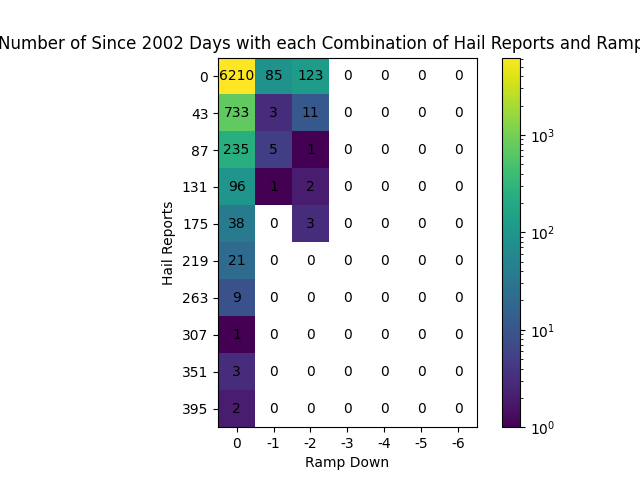 Number of Since 2002 Days with each Combination of Hail Reports and Ramp
0 6210 85 123 0 0 0 0
43 733 3 11 0 0 0 0
87 235 5 1 0 0 0 0
131 96 1 2 0 0 0 0
175 38 0 3 0 0 0 0
219 21 0 0 0 0 0 0
263 9 0 0 0 0 0 0
307 1 0 0 0 0 0 0
351 3 0 0 0 0 0 0
395 2 0 0 0 0 0 0
0 -1 -2 -3 -4 -5 -6
Ramp Down
Hail Reports
10³
10²
10¹
10⁰